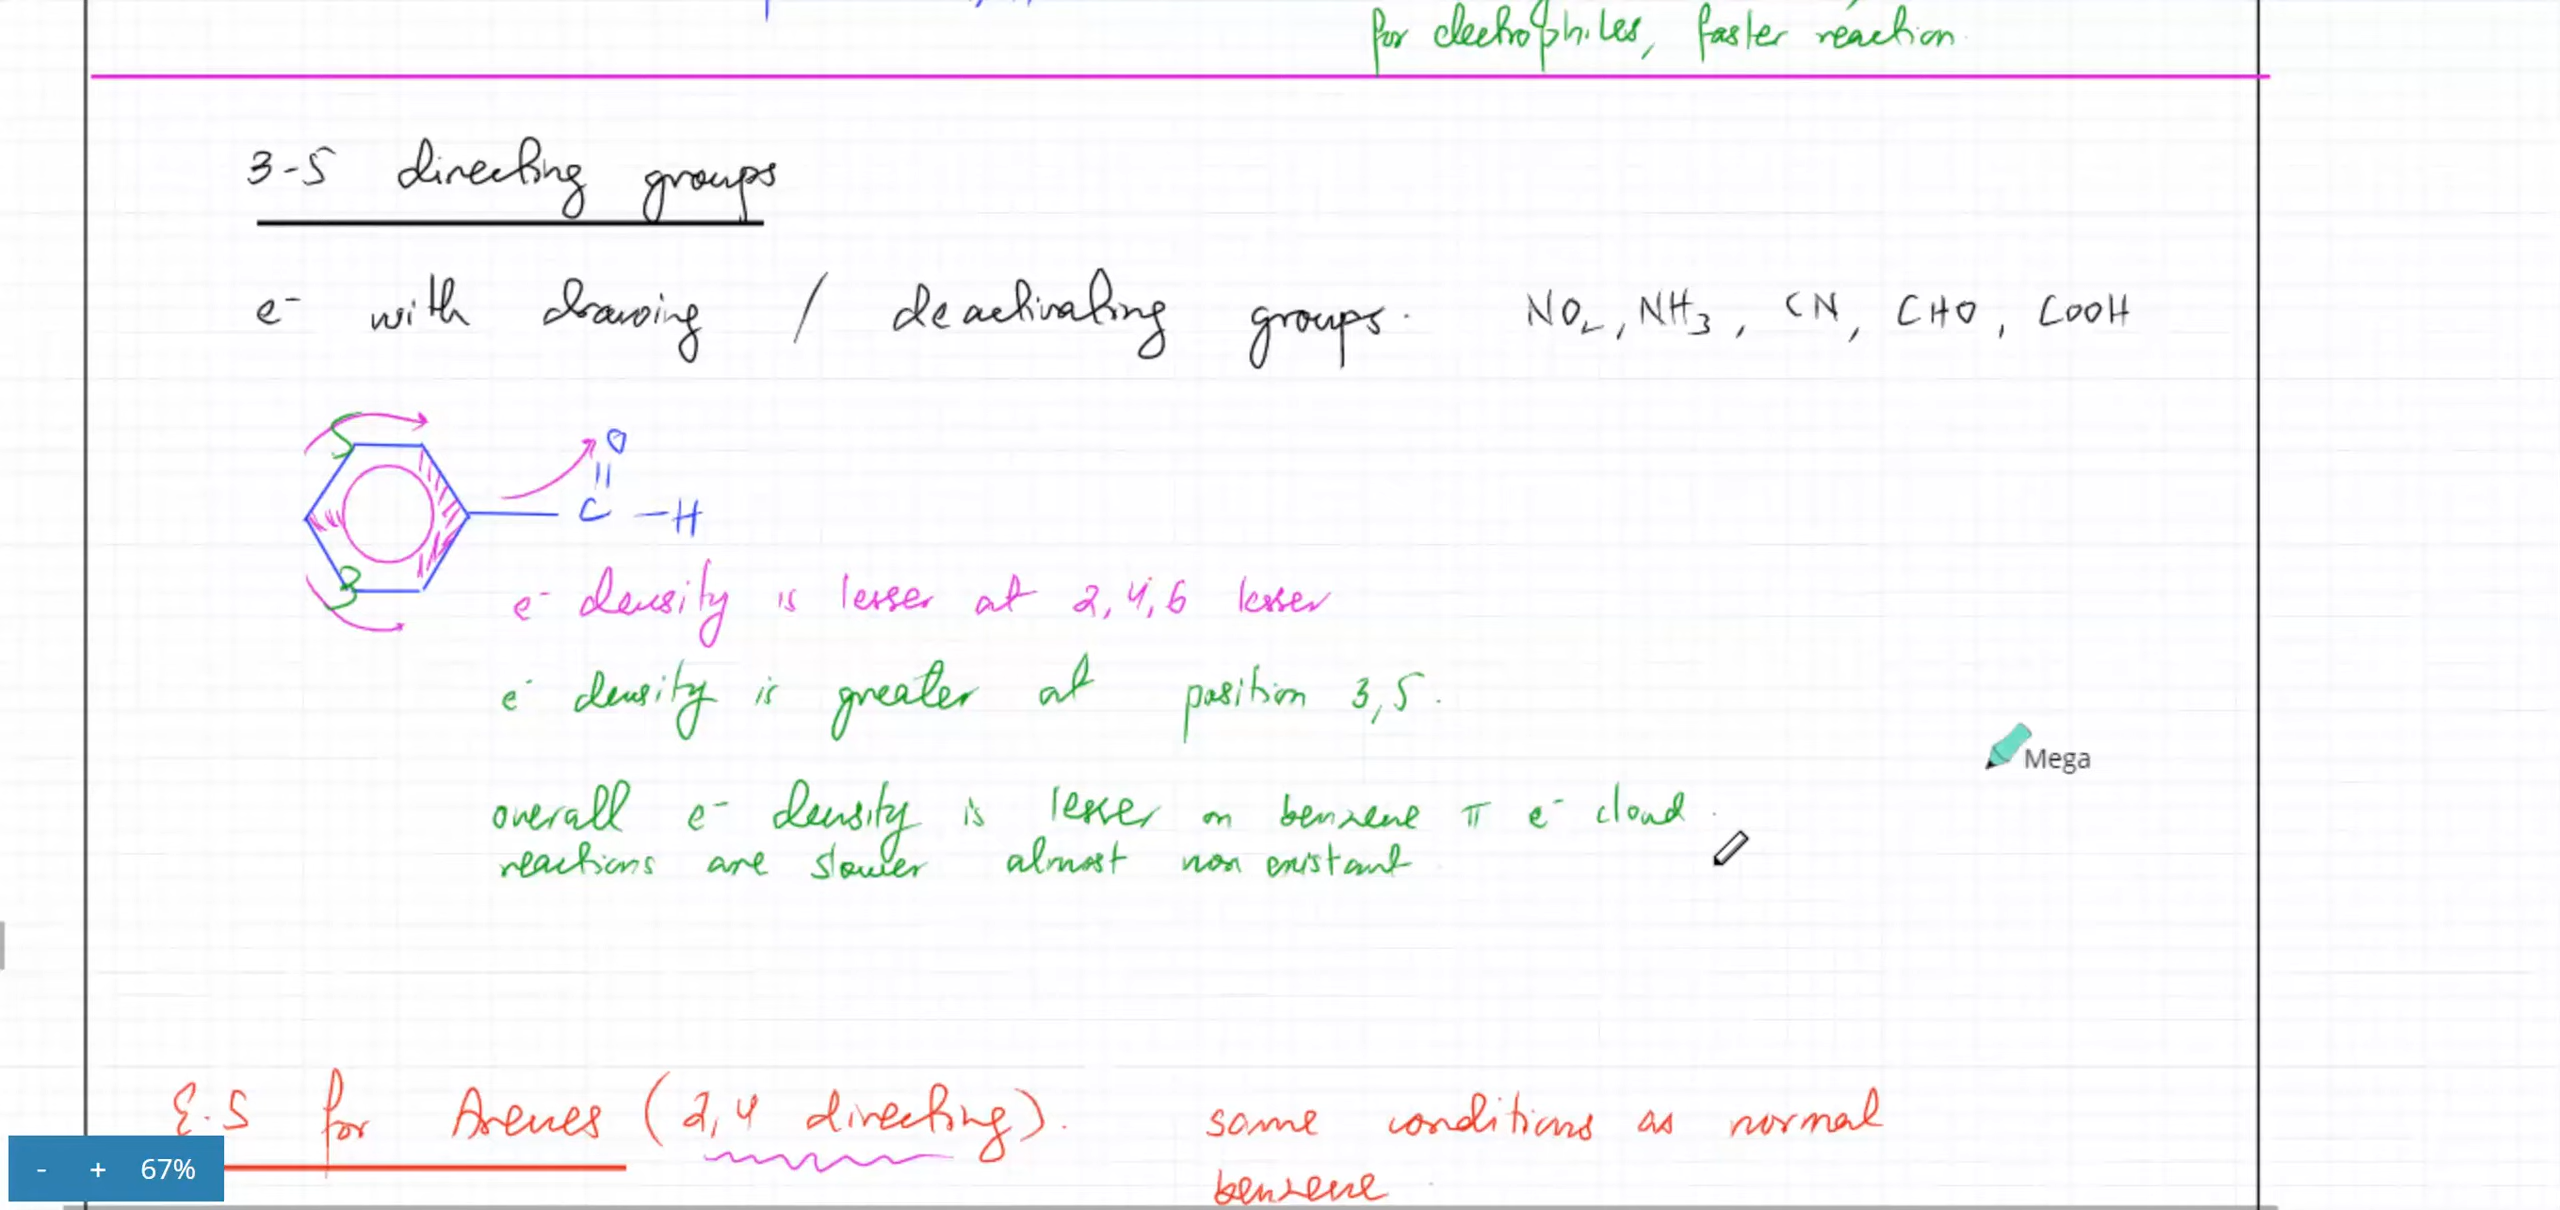 for electrophiles, faster reaction
3-5 directing groups
e⁻ with drawing / deactivating groups. NO₂, NH₃, CN, CHO, COOH
5
O
C - H
3
e⁻ density is lesser at 2, 4, 6 lesser
e⁻ density is greater at position 3, 5.
Mega
overall e⁻ density is lesser on benzene π e⁻ cloud.
reactions are slower almost non existant
E.S for Arenes (2, 4 directing). same conditions as normal
- + 67%
benzene